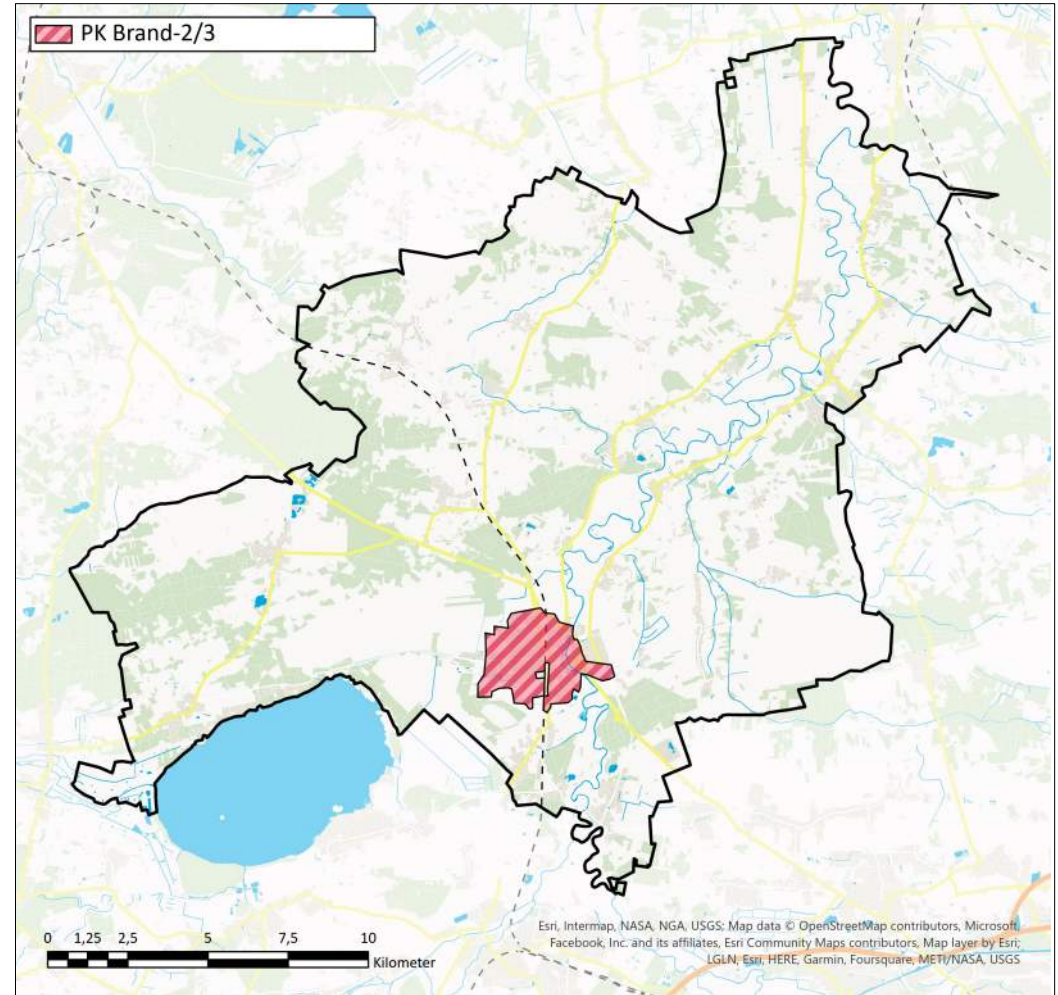 PK Brand-2/3
Esri, Intermap, NASA, NGA, USGS; Map data © OpenStreetMap contributors, Microsoft,
Facebook, Inc. and its affiliates, Esri Community Maps contributors, Map layer by Esri;
LGLN, Esri, HERE, Garmin, Foursquare, METI/NASA, USGS
0 1,25 2,5 5 7,5 10
Kilometer